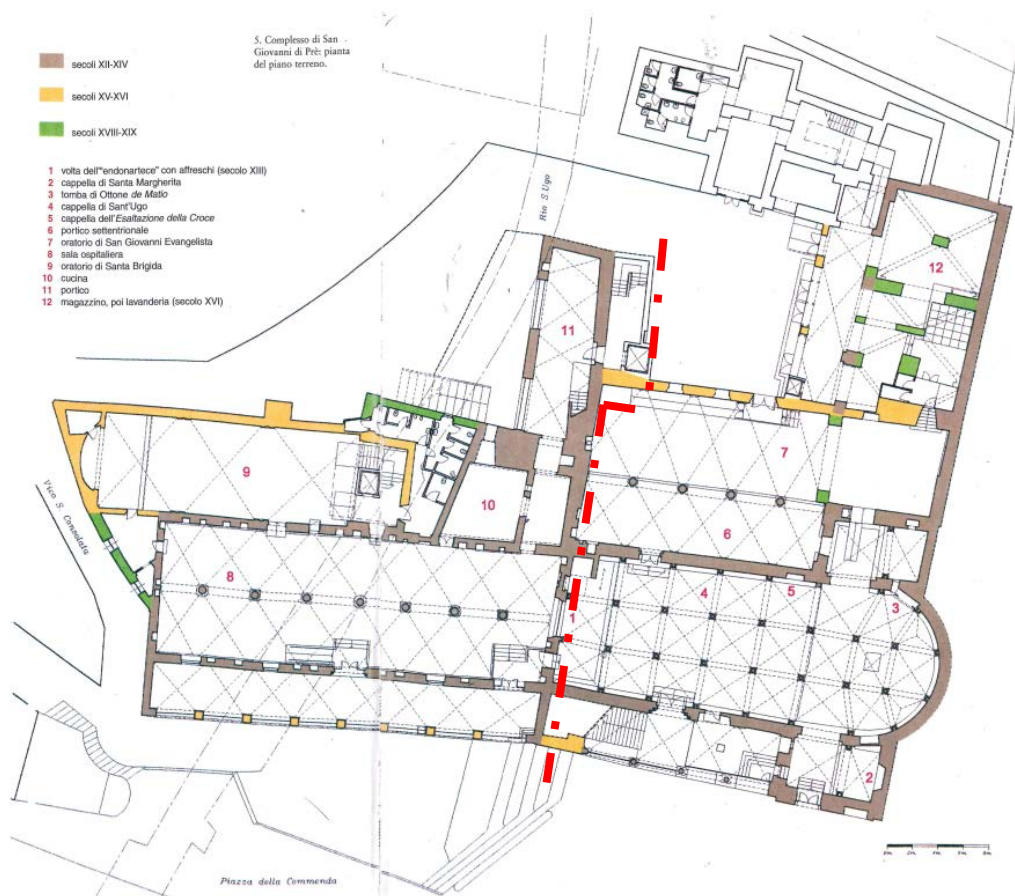 5. Complesso di San
Giovanni di Prè: pianta
del piano terreno.
secoli XII-XIV
secoli XV-XVI
secoli XVIII-XIX
1 volta dell'"endonartece" con affreschi (secolo XIII)
2 cappella di Santa Margherita
3 tomba di Ottone de Matio
4 cappella di Sant'Ugo
5 cappella dell'Esaltazione della Croce
6 portico settentrionale
7 oratorio di San Giovanni Evangelista
8 sala ospitaliera
9 oratorio di Santa Brigida
10 cucina
11 portico
12 magazzino, poi lavanderia (secolo XVI)
Rio S.Ugo
12
11
7
9
10
6
Vico S. Consolata
8
4
5
3
1
2
Piazza della Commenda